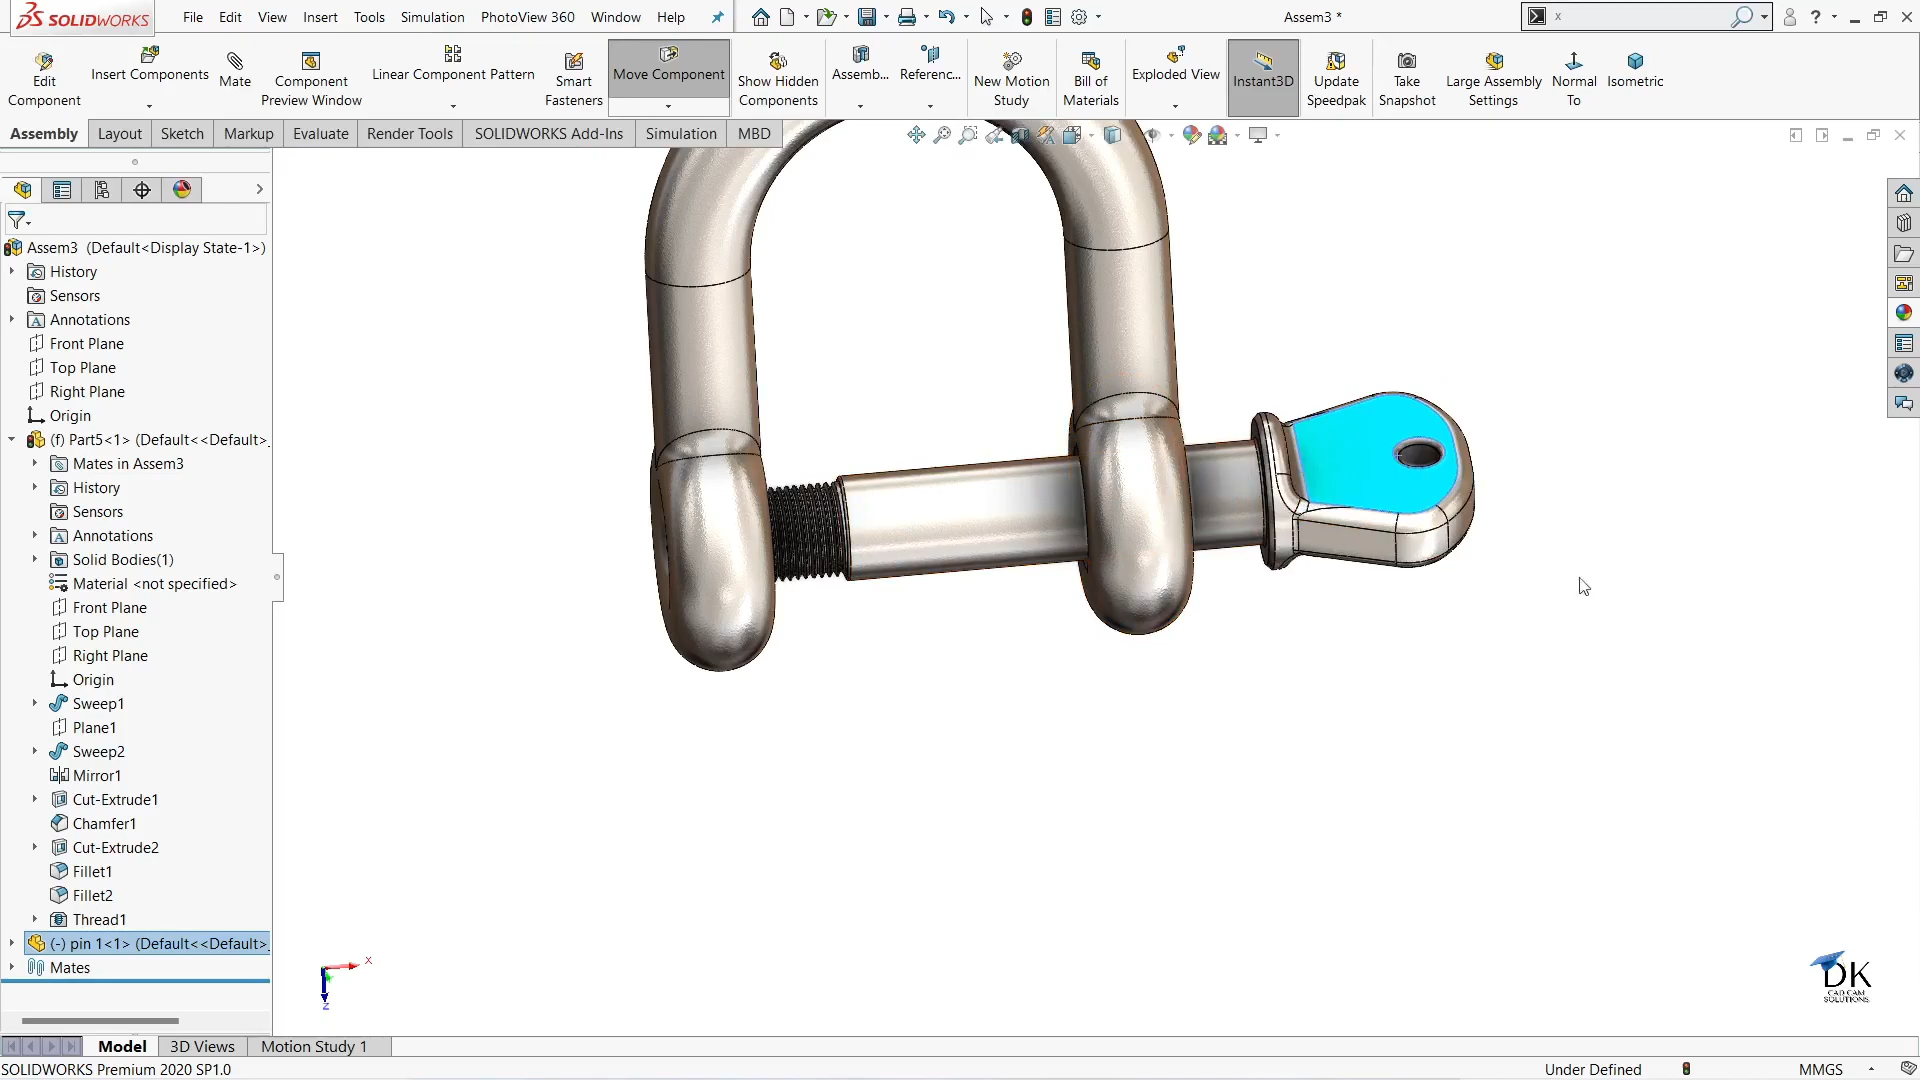 SOLIDWORKS
File Edit View Insert Tools Simulation PhotoView 360 Window Help
Assem3 *
x
?
Edit Component
Insert Components
Mate
Component Preview Window
Linear Component Pattern
Smart Fasteners
Move Component
Show Hidden Components
Assemb...
Referenc...
New Motion Study
Bill of Materials
Exploded View
Instant3D
Update Speedpak
Take Snapshot
Large Assembly Settings
Normal To
Isometric
Assembly Layout Sketch Markup Evaluate Render Tools SOLIDWORKS Add-Ins Simulation MBD
Assem3 (Default<Display State-1>)
History
Sensors
Annotations
Front Plane
Top Plane
Right Plane
Origin
(f) Part5<1> (Default<<Default>_
Mates in Assem3
History
Sensors
Annotations
Solid Bodies(1)
Material <not specified>
Front Plane
Top Plane
Right Plane
Origin
Sweep1
Plane1
Sweep2
Mirror1
Cut-Extrude1
Chamfer1
Cut-Extrude2
Fillet1
Fillet2
Thread1
(-) pin 1<1> (Default<<Default>_
Mates
X
Z
DK
CAD CAM
SOLUTIONS
Model 3D Views Motion Study 1
SOLIDWORKS Premium 2020 SP1.0
Under Defined
MMGS